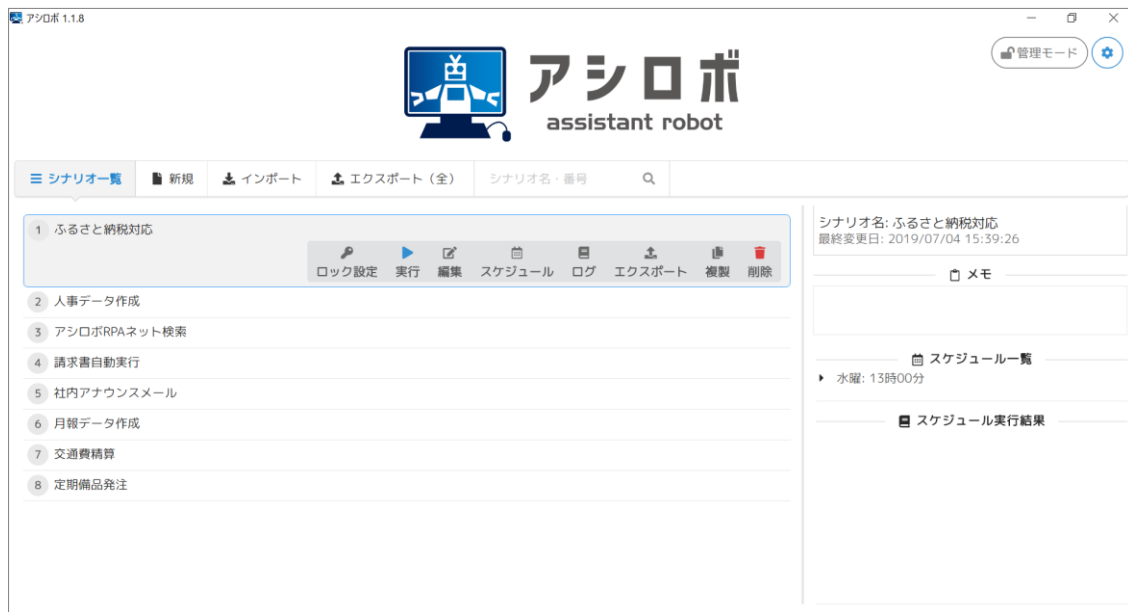 アシロボ 1.1.8
アシロボ
assistant robot
管理モード
シナリオ一覧 新規 インポート エクスポート（全） シナリオ名・番号
1 ふるさと納税対応
ロック設定 実行 編集 スケジュール ログ エクスポート 複製 削除
2 人事データ作成
3 アシロボRPAネット検索
4 請求書自動実行
5 社内アナウンスメール
6 月報データ作成
7 交通費精算
8 定期備品発注
シナリオ名: ふるさと納税対応
最終変更日: 2019/07/04 15:39:26
メモ
スケジュール一覧
水曜: 13時00分
スケジュール実行結果